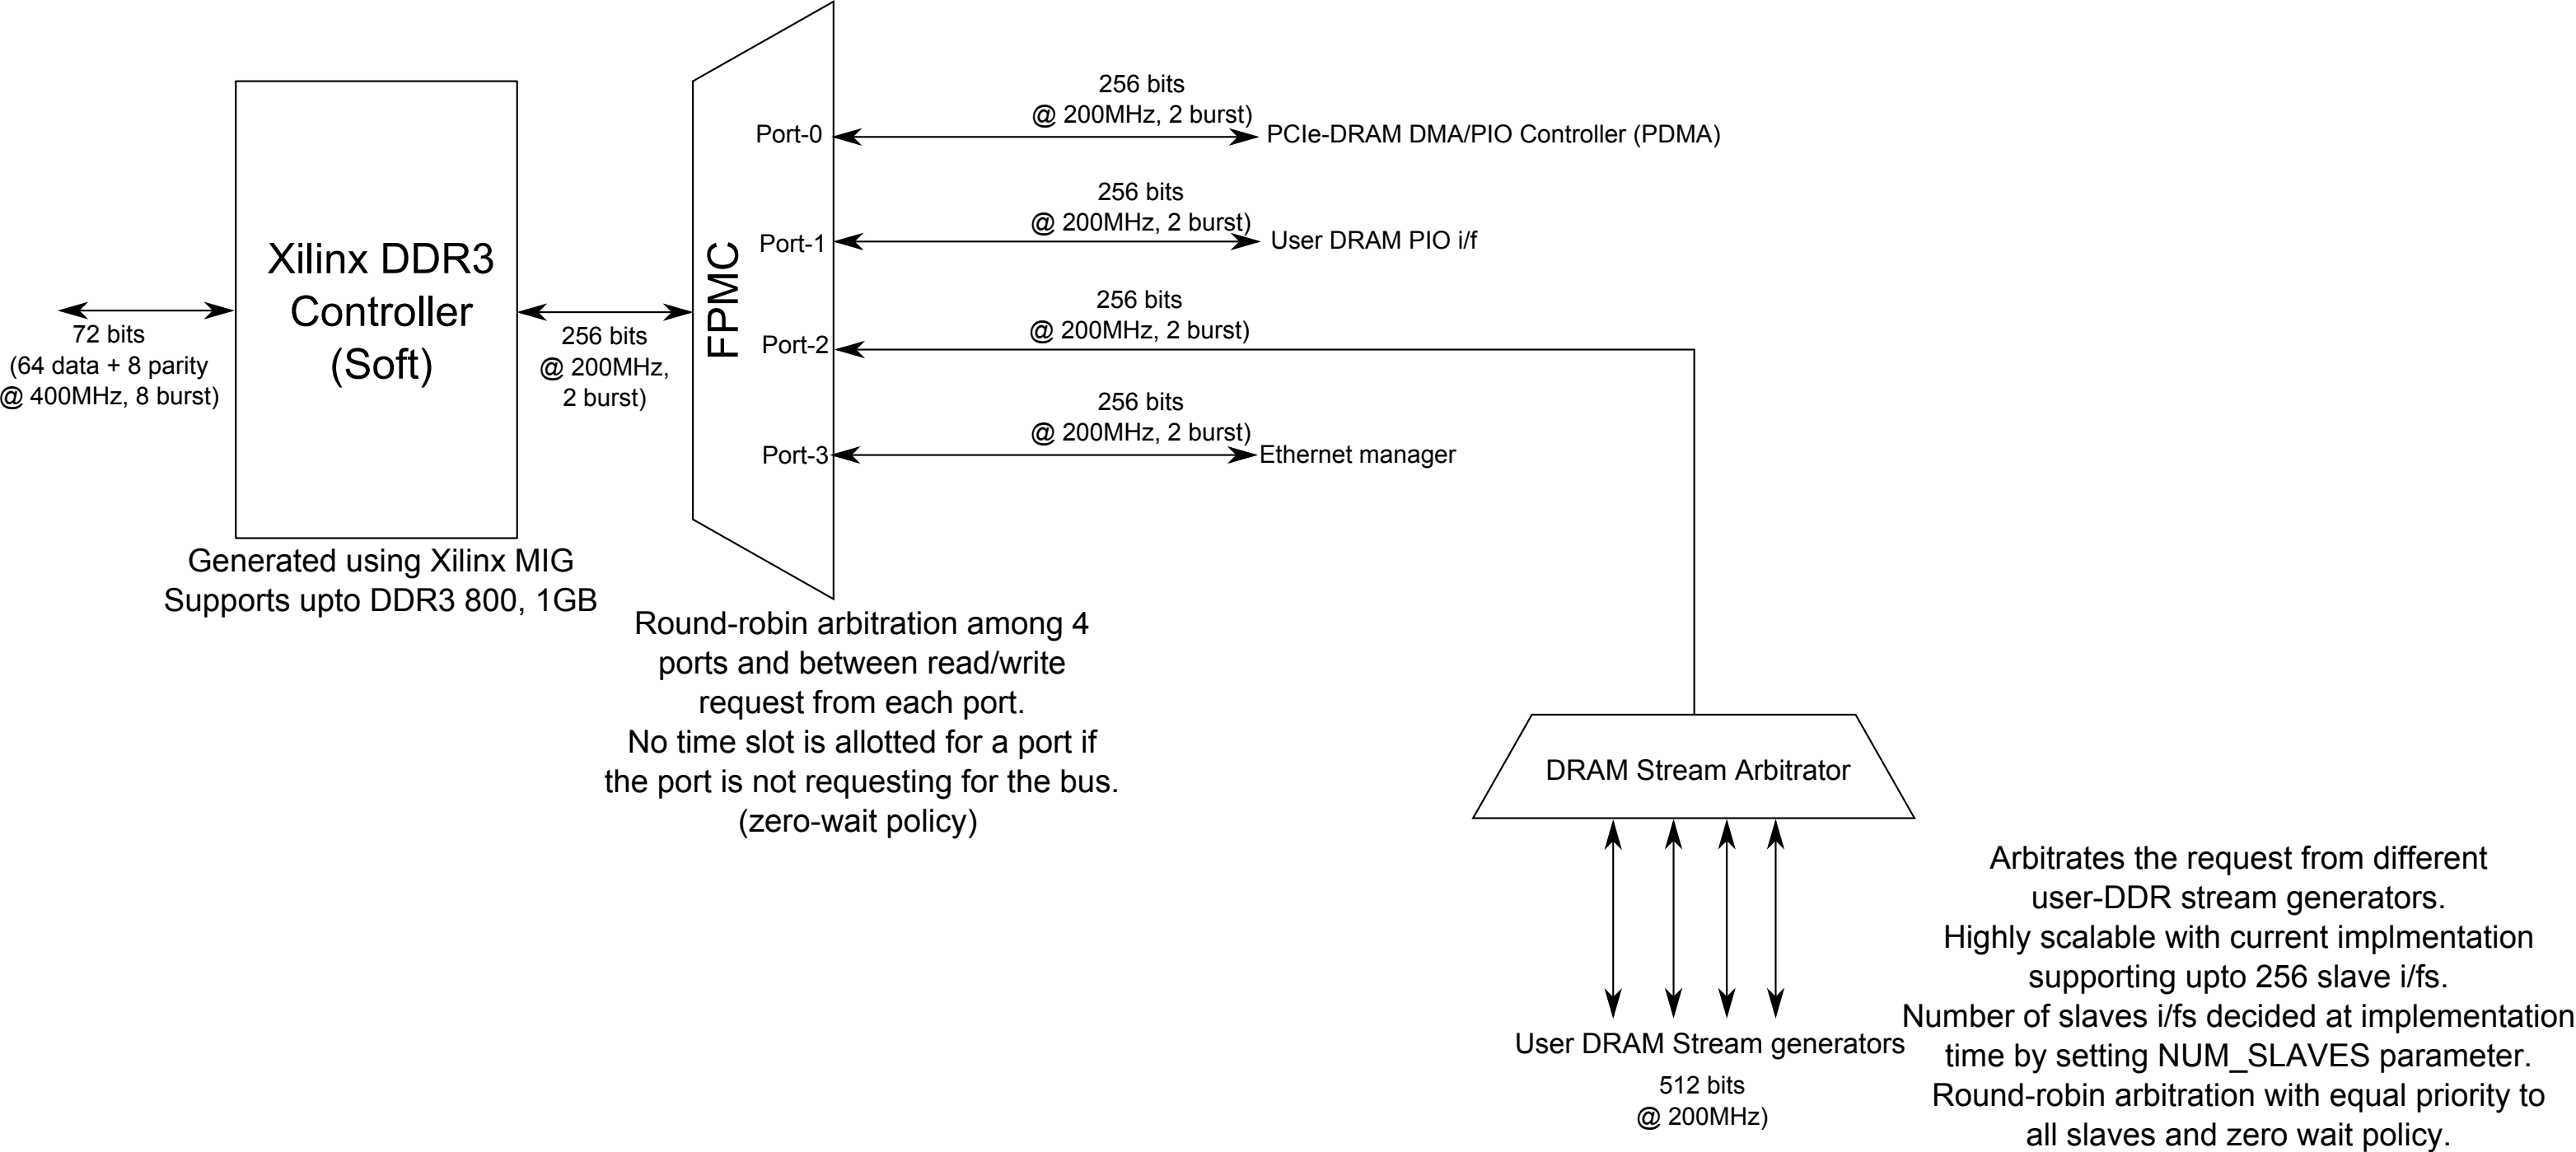 72 bits
(64 data + 8 parity
@ 400MHz, 8 burst)
Xilinx DDR3
Controller
(Soft)
Generated using Xilinx MIG
Supports upto DDR3 800, 1GB
256 bits
@ 200MHz,
2 burst)
FPMC
Port-0
Port-1
Port-2
Port-3
Round-robin arbitration among 4
ports and between read/write
request from each port.
No time slot is allotted for a port if
the port is not requesting for the bus.
(zero-wait policy)
256 bits
@ 200MHz, 2 burst)
PCIe-DRAM DMA/PIO Controller (PDMA)
256 bits
@ 200MHz, 2 burst)
User DRAM PIO i/f
256 bits
@ 200MHz, 2 burst)
256 bits
@ 200MHz, 2 burst)
Ethernet manager
DRAM Stream Arbitrator
User DRAM Stream generators
512 bits
@ 200MHz)
Arbitrates the request from different
user-DDR stream generators.
Highly scalable with current implmentation
supporting upto 256 slave i/fs.
Number of slaves i/fs decided at implementation
time by setting NUM_SLAVES parameter.
Round-robin arbitration with equal priority to
all slaves and zero wait policy.